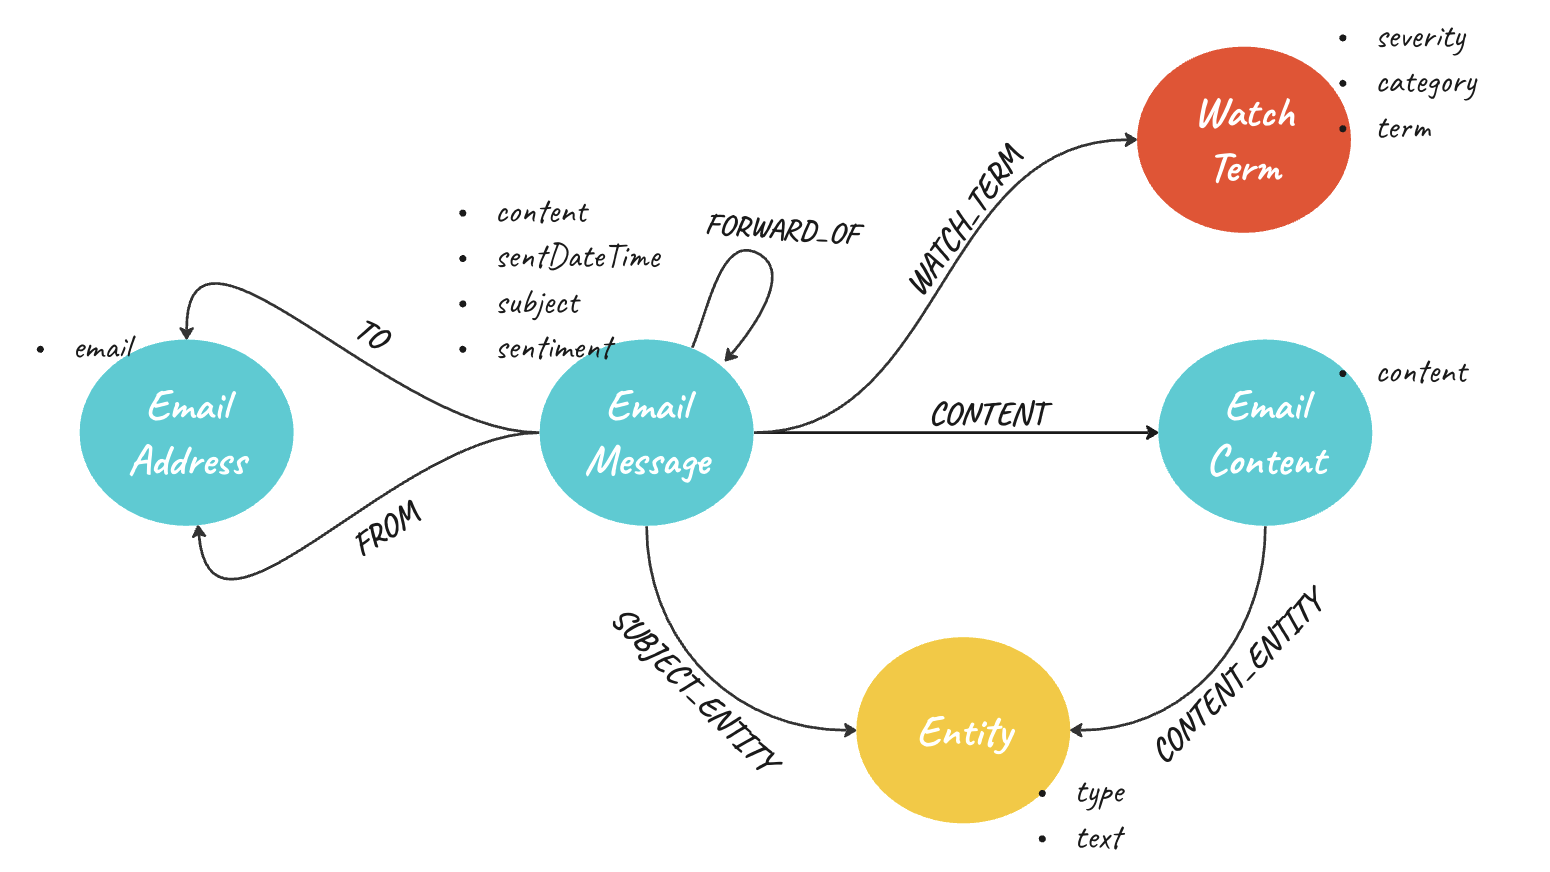 • severity
• category
• term
Watch
Term
WATCH_TERM
• content
• sentDateTime
• subject
• sentiment
FORWARD_OF
TO
• email
Email
Address
Email
Message
CONTENT
• content
Email
Content
FROM
SUBJECT_ENTITY
CONTENT_ENTITY
Entity
• type
• text